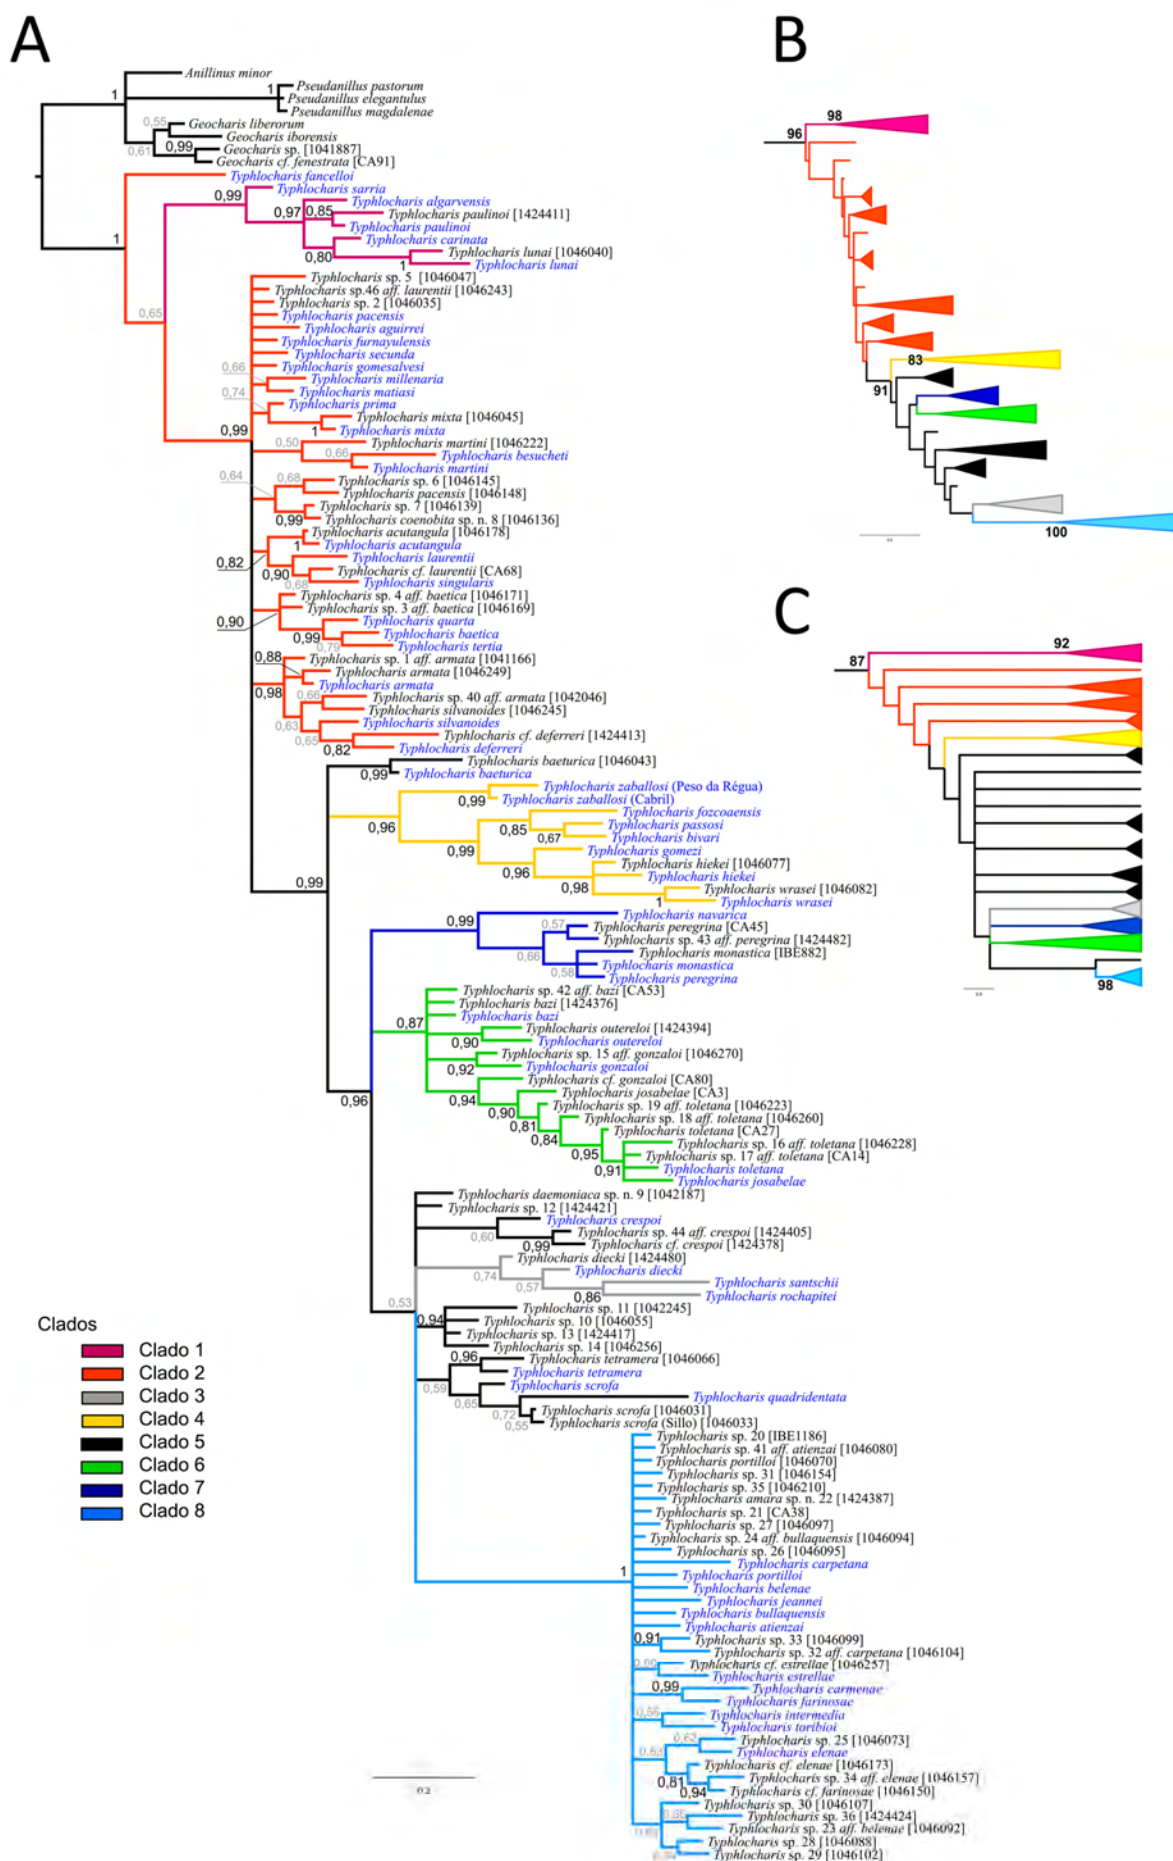 A
Anillinus minor
1
Pseudanillus pastorum
1
Pseudanillus elegantulus
Pseudanillus magdalenae
0,55
Geocharis liberorum
Geocharis iborensis
0,61
0,99
Geocharis sp. [1041887]
Geocharis cf. fenestrata [CA91]
Typhlocharis fancelloi
1
0,99
Typhlocharis sarria
Typhlocharis algarvensis
0,97
0,85
Typhlocharis paulinoi [1424411]
Typhlocharis paulinoi
Typhlocharis carinata
0,80
Typhlocharis lunai [1046040]
1
Typhlocharis lunai
0,65
Typhlocharis sp. 5 [1046047]
Typhlocharis sp.46 aff. laurentii [1046243]
Typhlocharis sp. 2 [1046035]
Typhlocharis pacensis
Typhlocharis aguirrei
Typhlocharis furnayulensis
Typhlocharis secunda
Typhlocharis gomesalvesi
0,66
Typhlocharis millenaria
Typhlocharis matiasi
0,74
Typhlocharis prima
Typhlocharis mixta [1046045]
1
Typhlocharis mixta
0,99
0,50
Typhlocharis martini [1046222]
0,66
Typhlocharis besucheti
Typhlocharis martini
0,64
0,68
Typhlocharis sp. 6 [1046145]
Typhlocharis pacensis [1046148]
Typhlocharis sp. 7 [1046139]
0,99
Typhlocharis coenobita sp. n. 8 [1046136]
Typhlocharis acutangula [1046178]
1
Typhlocharis acutangula
0,82
Typhlocharis laurentii
0,90
Typhlocharis cf. laurentii [CA68]
0,68
Typhlocharis singularis
Typhlocharis sp. 4 aff. baetica [1046171]
Typhlocharis sp. 3 aff. baetica [1046169]
0,90
Typhlocharis quarta
0,99
Typhlocharis baetica
0,79
Typhlocharis tertia
0,88
Typhlocharis sp. 1 aff. armata [1041166]
Typhlocharis armata [1046249]
0,98
Typhlocharis armata
0,66
Typhlocharis sp. 40 aff. armata [1042046]
Typhlocharis silvanoides [1046245]
0,63
Typhlocharis silvanoides
0,65
Typhlocharis cf. deferreri [1424413]
0,82
Typhlocharis deferreri
Typhlocharis baeturica [1046043]
0,99
Typhlocharis baeturica
Typhlocharis zaballosi (Peso da Régua)
0,99
Typhlocharis zaballosi (Cabril)
0,96
Typhlocharis fozcoaensis
0,85
Typhlocharis passosi
0,67
Typhlocharis bivari
0,99
Typhlocharis gomezi
0,96
Typhlocharis hiekei [1046077]
Typhlocharis hiekei
0,98
Typhlocharis wrasei [1046082]
1
Typhlocharis wrasei
0,99
0,99
Typhlocharis navarica
0,57
Typhlocharis peregrina [CA45]
Typhlocharis sp. 43 aff. peregrina [1424482]
0,66
Typhlocharis monastica [IBE882]
0,58
Typhlocharis monastica
Typhlocharis peregrina
Typhlocharis sp. 42 aff. bazi [CA53]
Typhlocharis bazi [1424376]
0,87
Typhlocharis bazi
Typhlocharis outereloi [1424394]
0,90
Typhlocharis outereloi
Typhlocharis sp. 15 aff. gonzaloi [1046270]
0,92
Typhlocharis gonzaloi
Typhlocharis cf. gonzaloi [CA80]
0,94
Typhlocharis josabelae [CA3]
0,96
0,90
Typhlocharis sp. 19 aff. toletana [1046223]
0,81
Typhlocharis sp. 18 aff. toletana [1046260]
0,84
Typhlocharis toletana [CA27]
Typhlocharis sp. 16 aff. toletana [1046228]
0,95
Typhlocharis sp. 17 aff. toletana [CA14]
0,91
Typhlocharis toletana
Typhlocharis josabelae
Typhlocharis daemoniaca sp. n. 9 [1042187]
Typhlocharis sp. 12 [1424421]
Typhlocharis crespoi
0,60
Typhlocharis sp. 44 aff. crespoi [1424405]
0,99
Typhlocharis cf. crespoi [1424378]
Typhlocharis diecki [1424480]
0,74
Typhlocharis diecki
0,57
Typhlocharis santschii
0,86
Typhlocharis rochapitei
0,53
Typhlocharis sp. 11 [1042245]
0,94
Typhlocharis sp. 10 [1046055]
Typhlocharis sp. 13 [1424417]
Typhlocharis sp. 14 [1046256]
0,96
Typhlocharis tetramera [1046066]
Typhlocharis tetramera
0,59
Typhlocharis scrofa
0,65
Typhlocharis quadridentata
0,72
Typhlocharis scrofa [1046031]
0,55
Typhlocharis scrofa (Sillo) [1046033]
Typhlocharis sp. 20 [IBE1186]
Typhlocharis sp. 41 aff. atienzai [1046080]
Typhlocharis portilloi [1046070]
Typhlocharis sp. 31 [1046154]
Typhlocharis sp. 35 [1046210]
Typhlocharis amara sp. n. 22 [1424387]
Typhlocharis sp. 21 [CA38]
Typhlocharis sp. 27 [1046097]
Typhlocharis sp. 24 aff. bullaquensis [1046094]
Typhlocharis sp. 26 [1046095]
Typhlocharis carpetana
1
Typhlocharis portilloi
Typhlocharis belenae
Typhlocharis jeannei
Typhlocharis bullaquensis
Typhlocharis atienzai
0,91
Typhlocharis sp. 33 [1046099]
Typhlocharis sp. 32 aff. carpetana [1046104]
Typhlocharis cf. estrellae [1046257]
Typhlocharis estrellae
0,99
Typhlocharis carmenae
Typhlocharis farinosae
Typhlocharis intermedia
Typhlocharis toribioi
Typhlocharis sp. 25 [1046073]
Typhlocharis elenae
Typhlocharis cf. elenae [1046173]
0,81
Typhlocharis sp. 34 aff. elenae [1046157]
0,94
Typhlocharis cf. farinosae [1046150]
Typhlocharis sp. 30 [1046107]
Typhlocharis sp. 36 [1424424]
Typhlocharis sp. 23 aff. belenae [1046092]
Typhlocharis sp. 28 [1046088]
Typhlocharis sp. 29 [1046102]
0.2
Clados
Clado 1
Clado 2
Clado 3
Clado 4
Clado 5
Clado 6
Clado 7
Clado 8
B
98
96
83
91
100
C
92
87
98